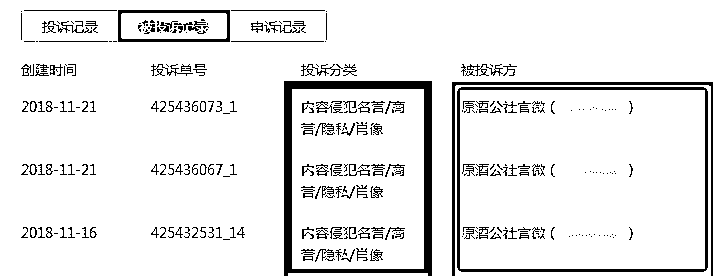 投诉记录 被投诉记录 申诉记录
创建时间 投诉单号 投诉分类 被投诉方
2018-11-21 425436073_1 内容侵犯名誉/商 原酒公社官微 ( )
誉/隐私/肖像
2018-11-21 425436067_1 内容侵犯名誉/商 原酒公社官微 ( )
誉/隐私/肖像
2018-11-16 425432531_14 内容侵犯名誉/商 原酒公社官微 ( )
誉/隐私/肖像